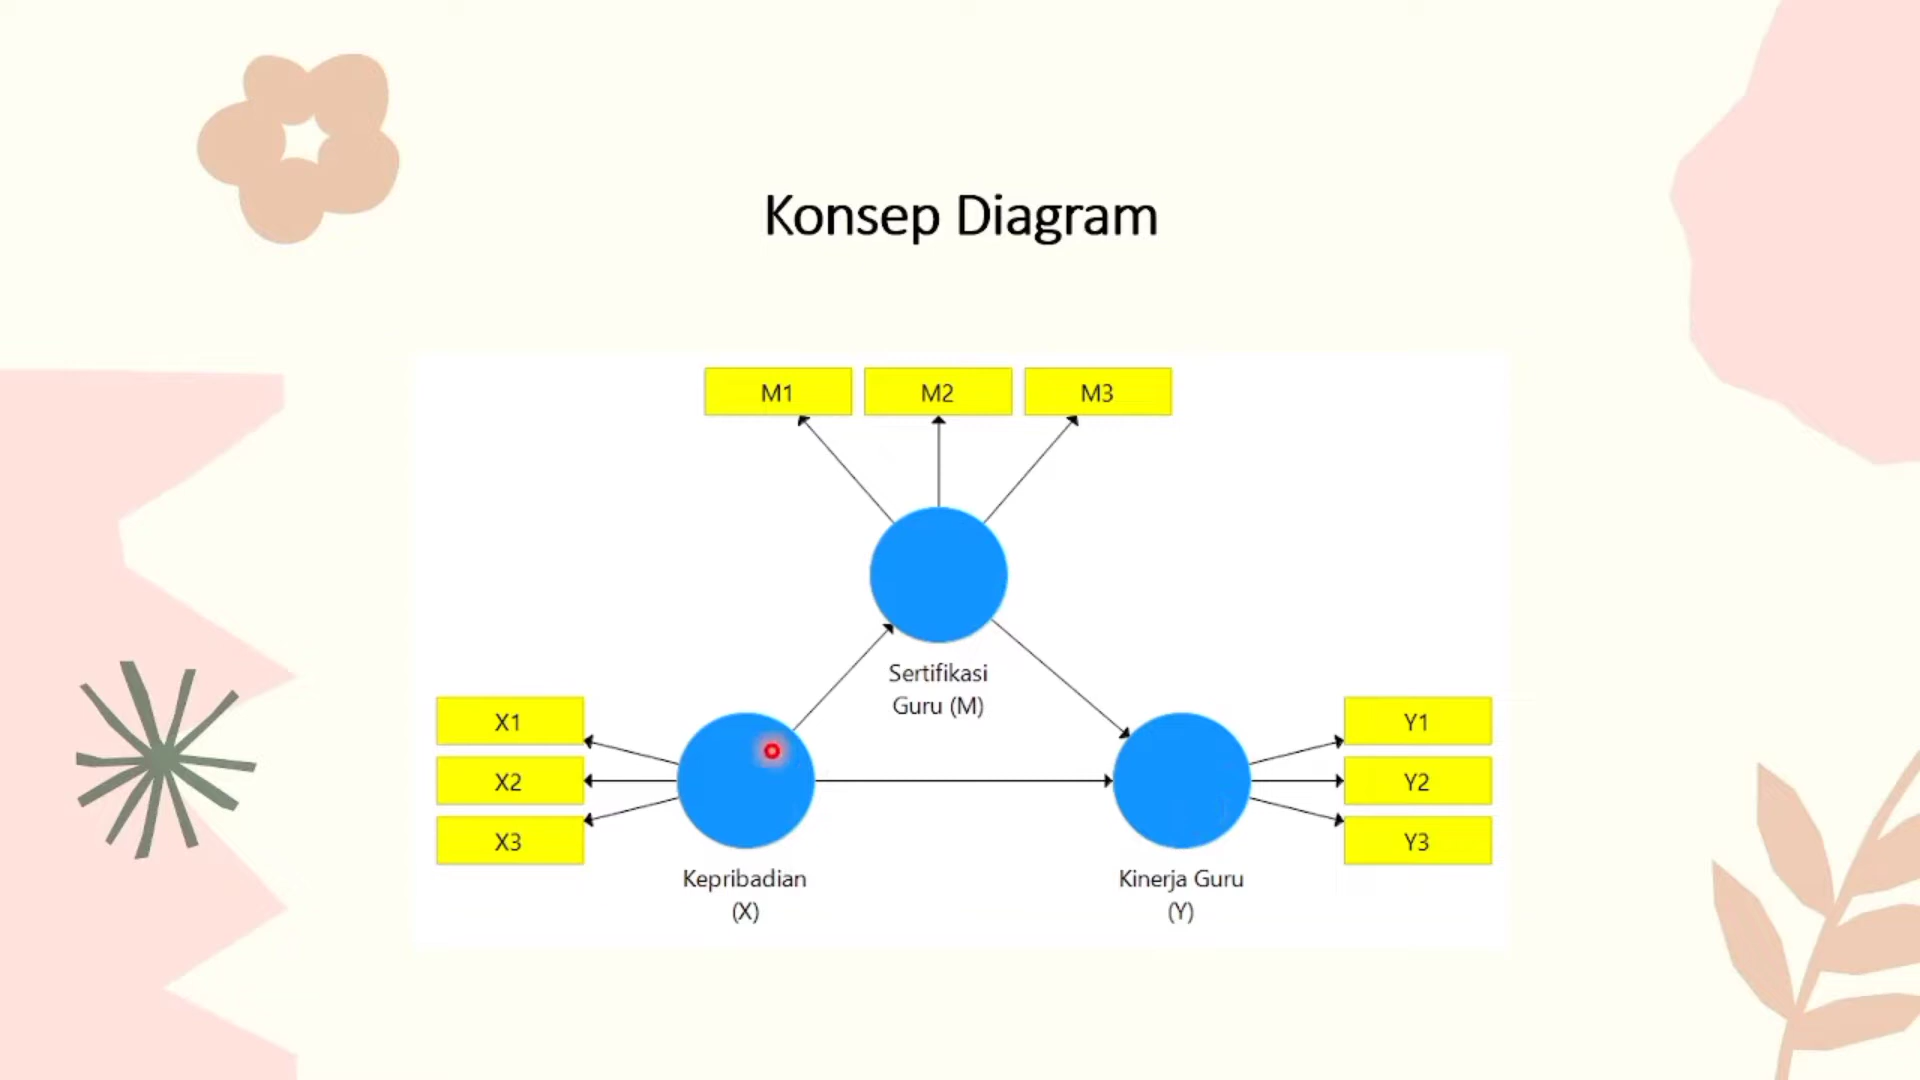 Konsep Diagram
M1
M2
M3
Sertifikasi
Guru (M)
X1
X2
X3
Kepribadian
(X)
Y1
Y2
Y3
Kinerja Guru
(Y)